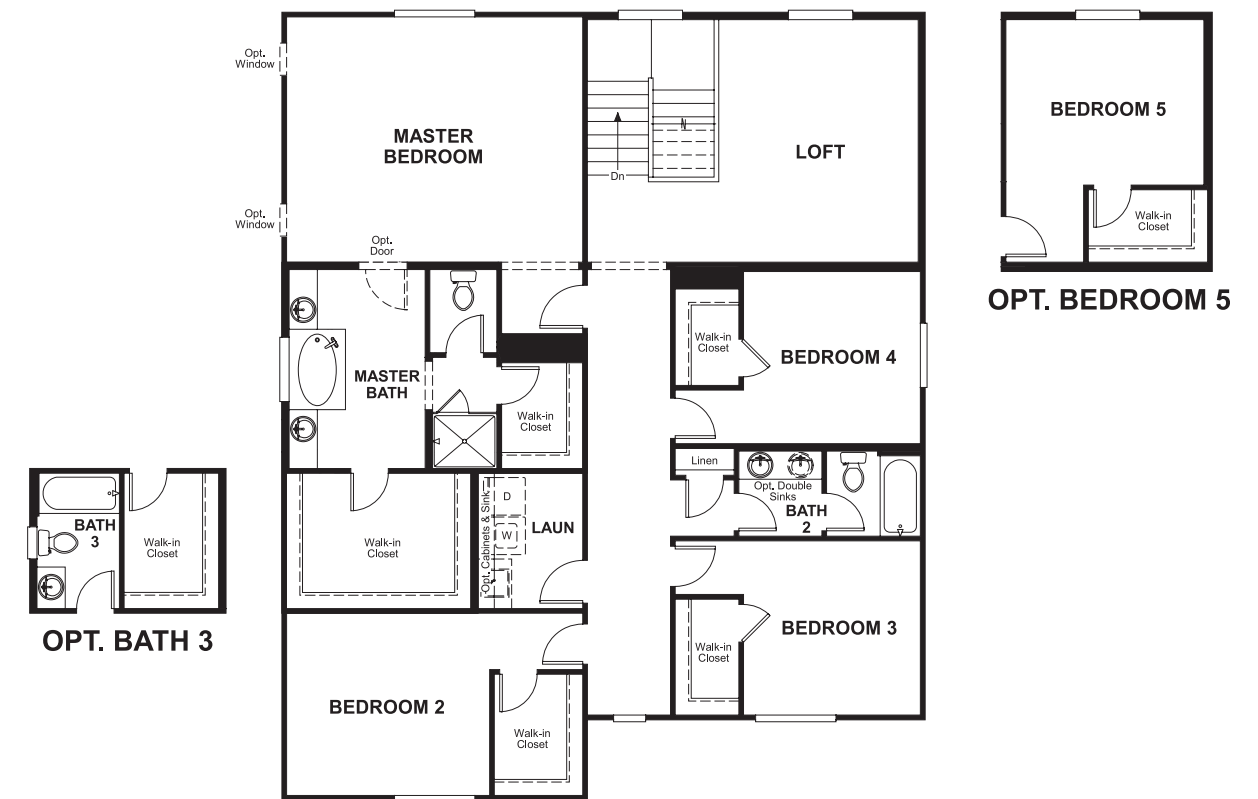 Opt.
Window
MASTER
BEDROOM
Opt.
Window
Opt.
Door
Dn
LOFT
BEDROOM 5
Walk-in
Closet
OPT. BEDROOM 5
MASTER
BATH
Walk-in
Closet
Walk-in
Closet
BEDROOM 4
Linen
Opt. Double
Sinks
BATH
2
Walk-in
Closet
Opt. Cabinets & Sink
D
W
LAUN
BATH
3
Walk-in
Closet
OPT. BATH 3
BEDROOM 3
Walk-in
Closet
BEDROOM 2
Walk-in
Closet